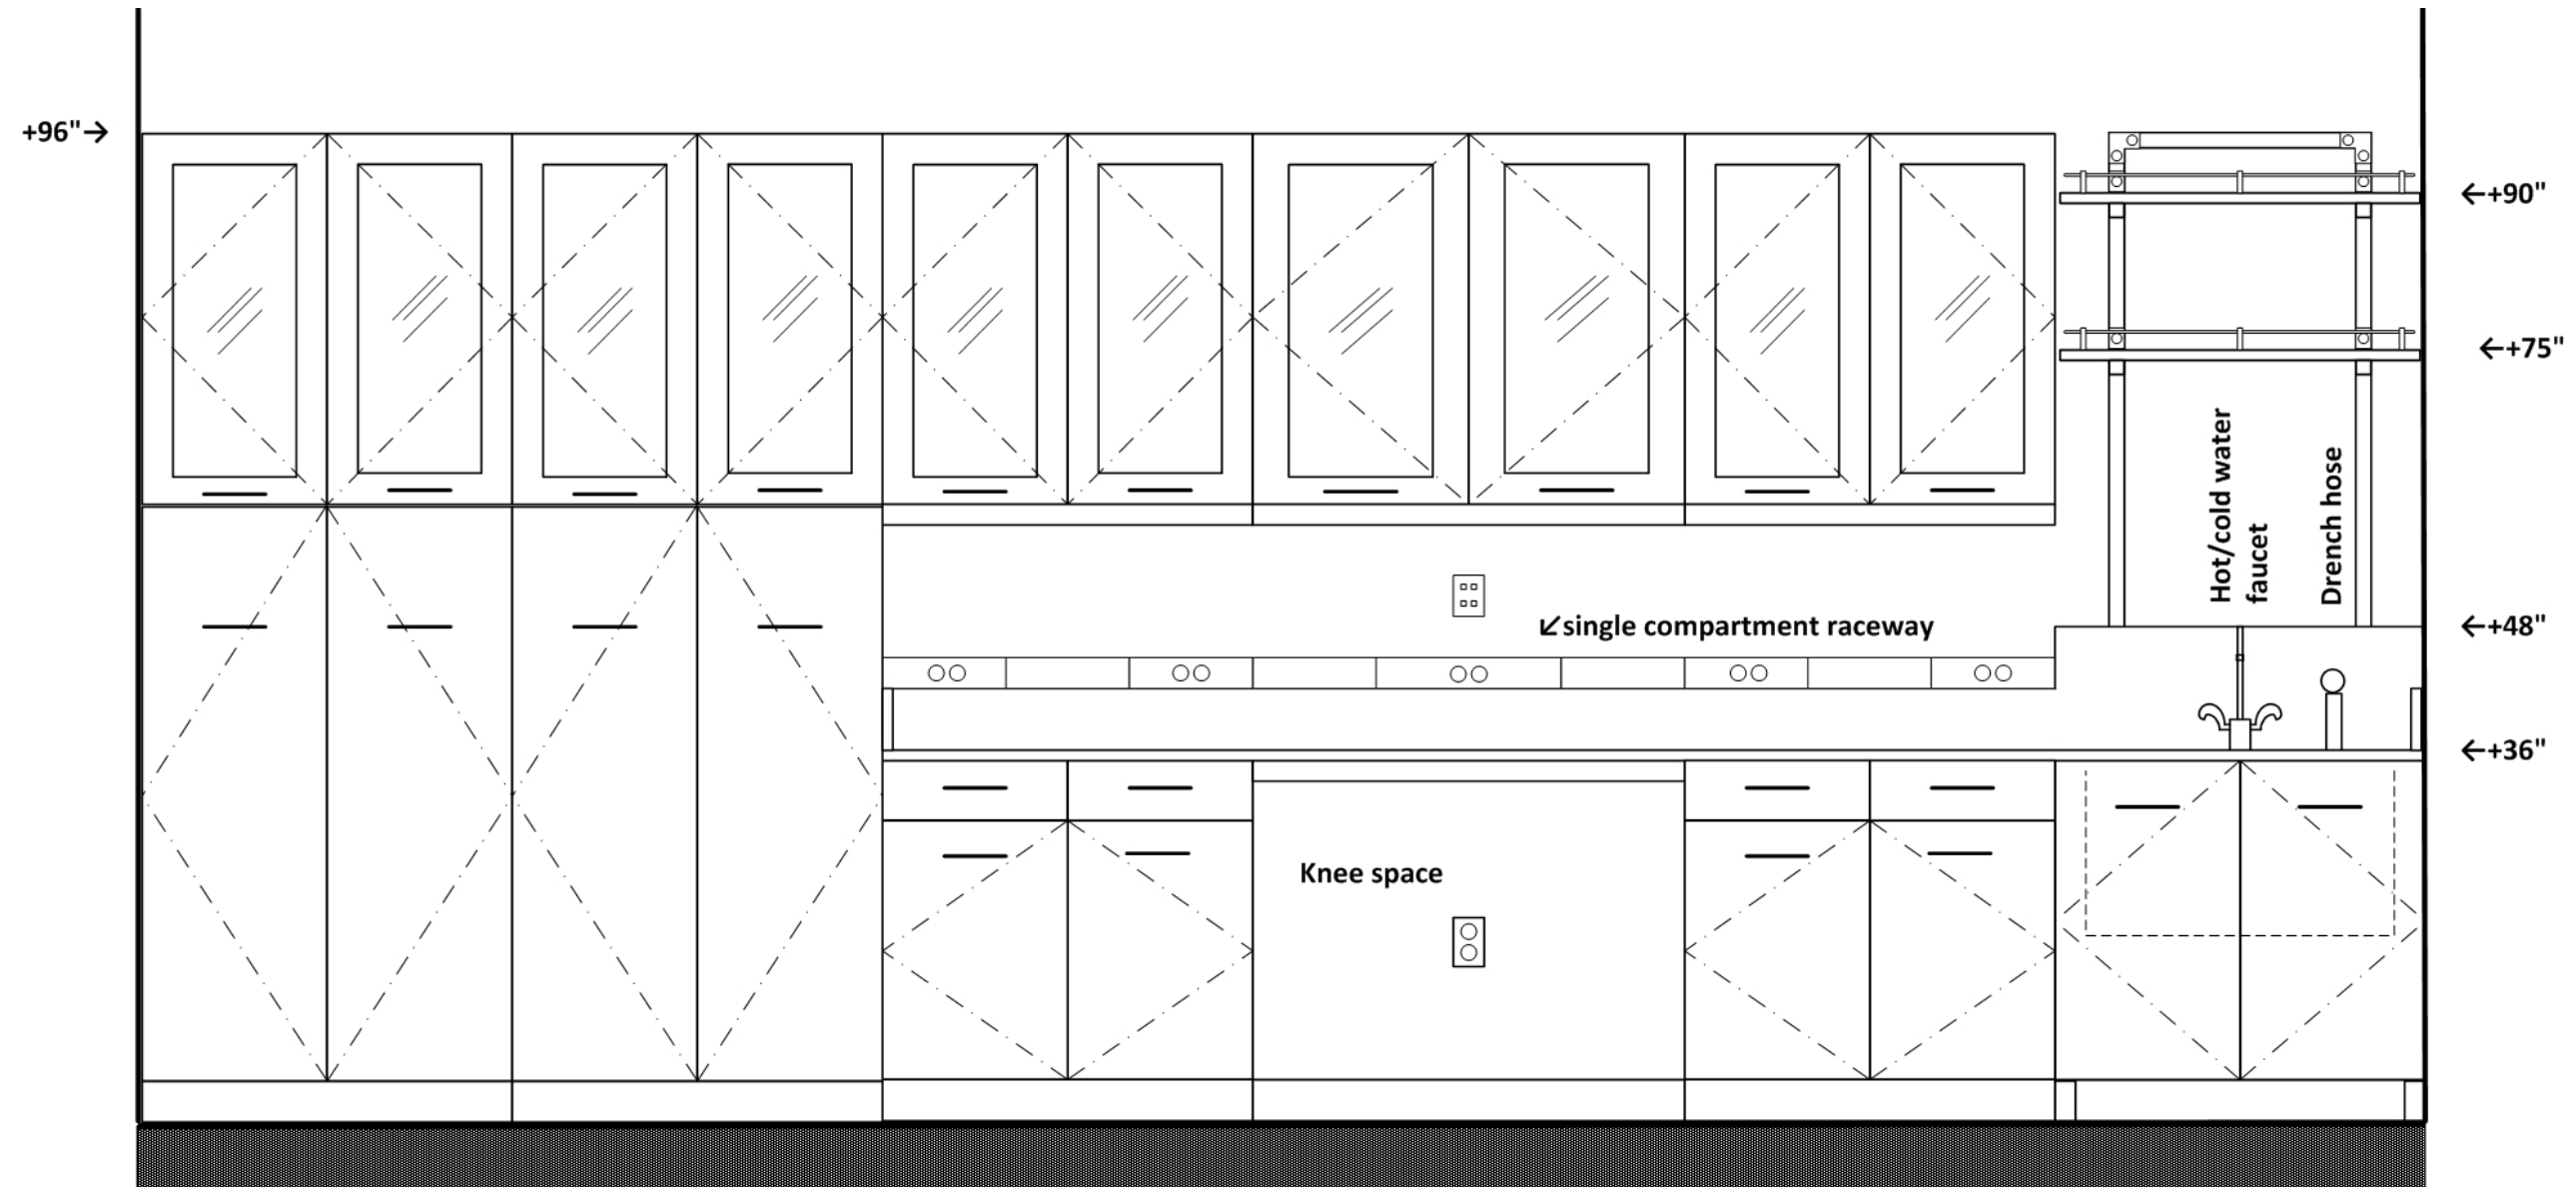 +96"→
←+90"
←+75"
Hot/cold water
faucet
Drench hose
↙single compartment raceway
←+48"
←+36"
Knee space